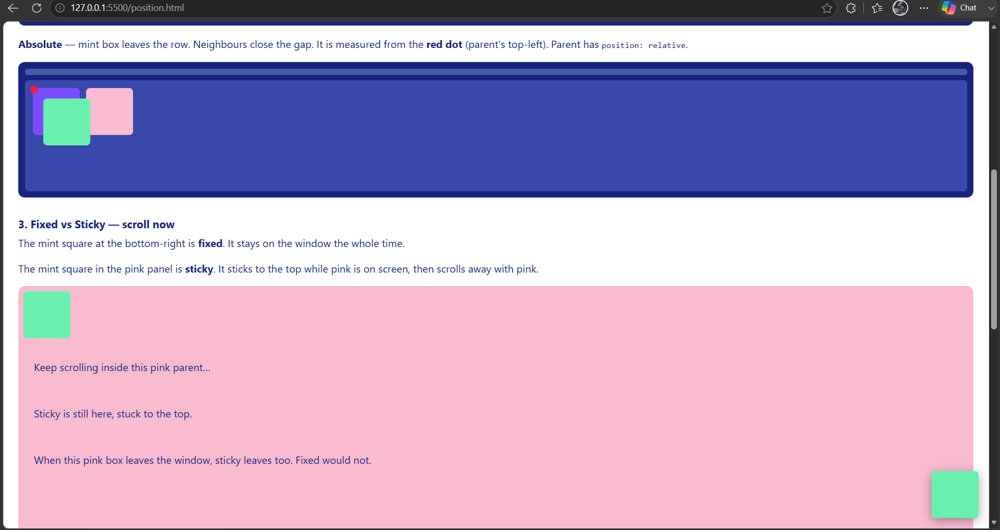 127.0.0.1:5500/position.html
Chat
Absolute — mint box leaves the row. Neighbours close the gap. It is measured from the red dot (parent's top-left). Parent has position: relative.
3. Fixed vs Sticky — scroll now
The mint square at the bottom-right is fixed. It stays on the window the whole time.
The mint square in the pink panel is sticky. It sticks to the top while pink is on screen, then scrolls away with pink.
Keep scrolling inside this pink parent…
Sticky is still here, stuck to the top.
When this pink box leaves the window, sticky leaves too. Fixed would not.